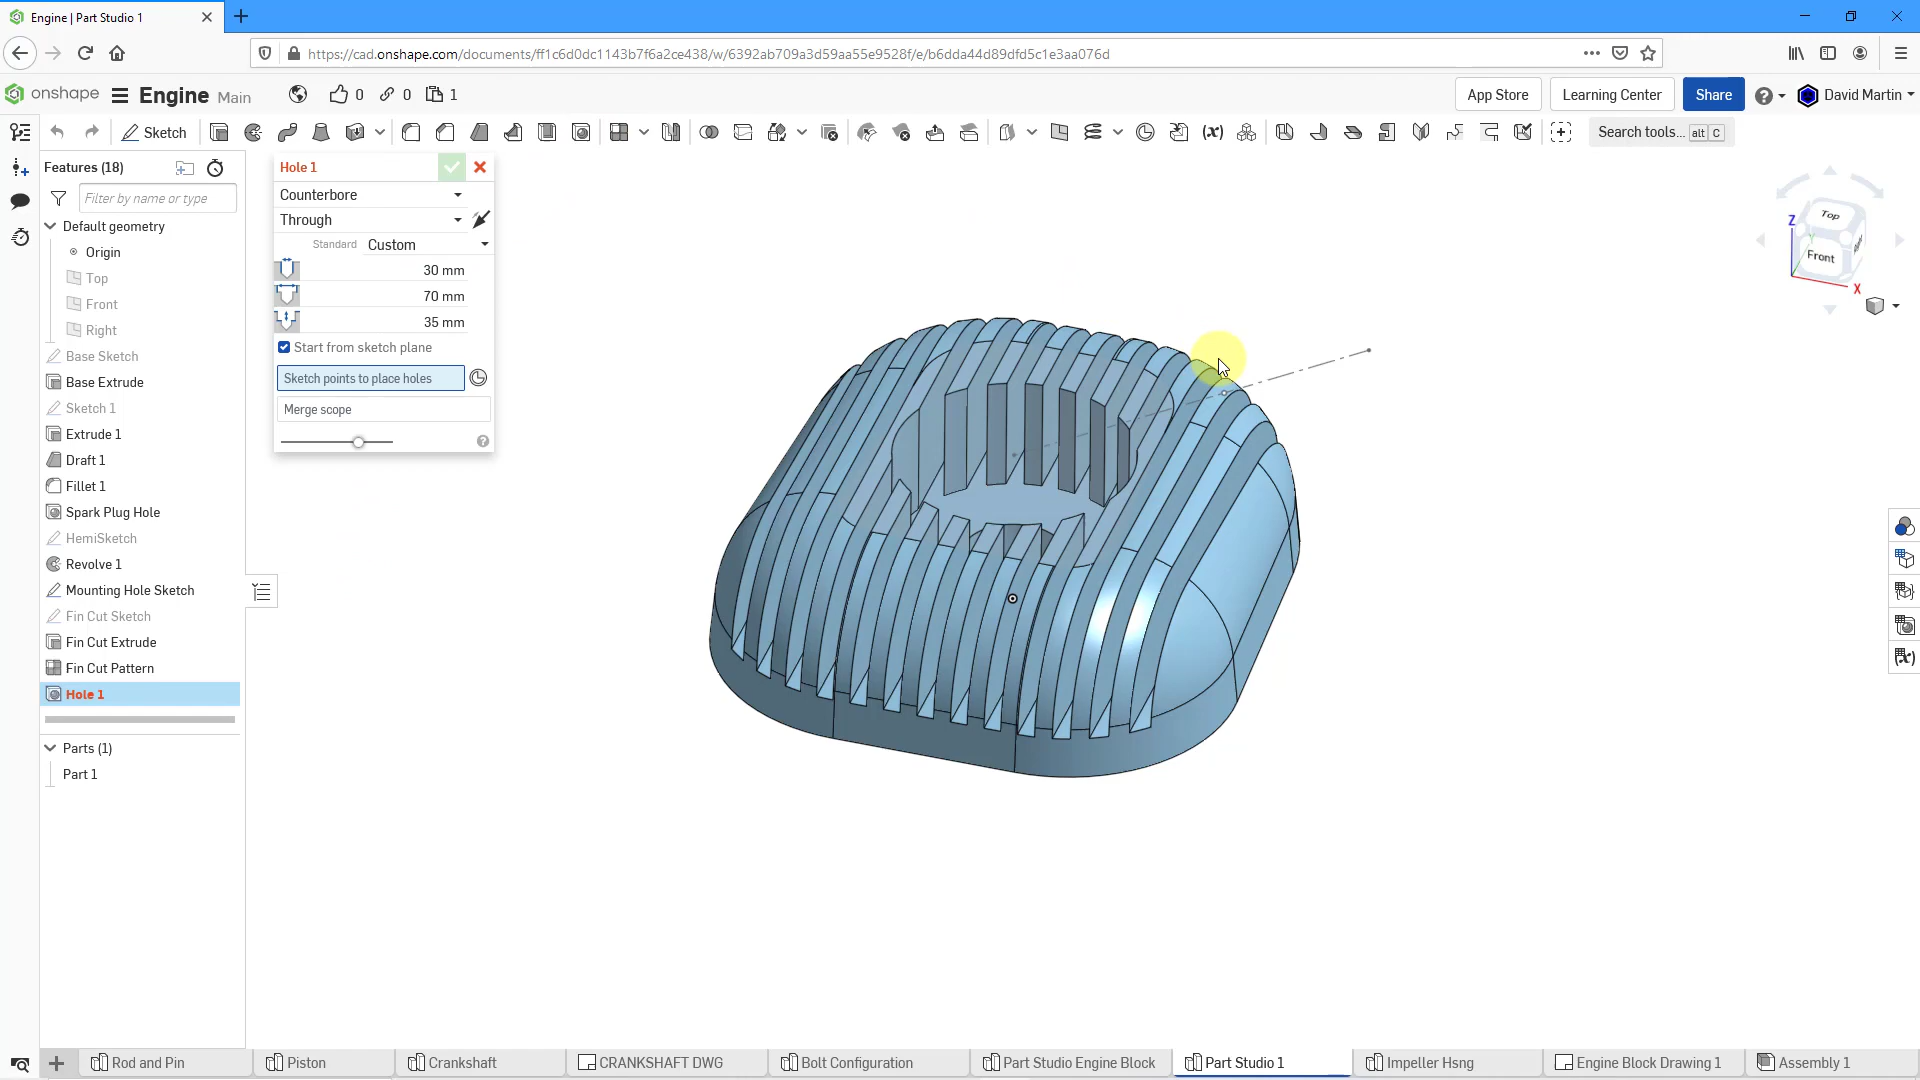 Engine | Part Studio 1
https://cad.onshape.com/documents/ff1c6d0dc1143b7f6a2ce438/w/6392ab709a3d59aa55e9528f/e/b6dda44d89dfd5c1e3aa076d
onshape Engine Main 0 0 1 App Store Learning Center Share David Martin
Sketch Search tools... alt C
Features (18)
Filter by name or type
Default geometry
Origin
Top
Front
Right
Base Sketch
Base Extrude
Sketch 1
Extrude 1
Draft 1
Fillet 1
Spark Plug Hole
HemiSketch
Revolve 1
Mounting Hole Sketch
Fin Cut Sketch
Fin Cut Extrude
Fin Cut Pattern
Hole 1
Parts (1)
Part 1
Hole 1
Counterbore
Through
Standard Custom
30 mm
70 mm
35 mm
Start from sketch plane
Sketch points to place holes
Merge scope
Top
Z
Y
Front
Right
X
Rod and Pin Piston Crankshaft CRANKSHAFT DWG Bolt Configuration Part Studio Engine Block Part Studio 1 Impeller Hsng Engine Block Drawing 1 Assembly 1